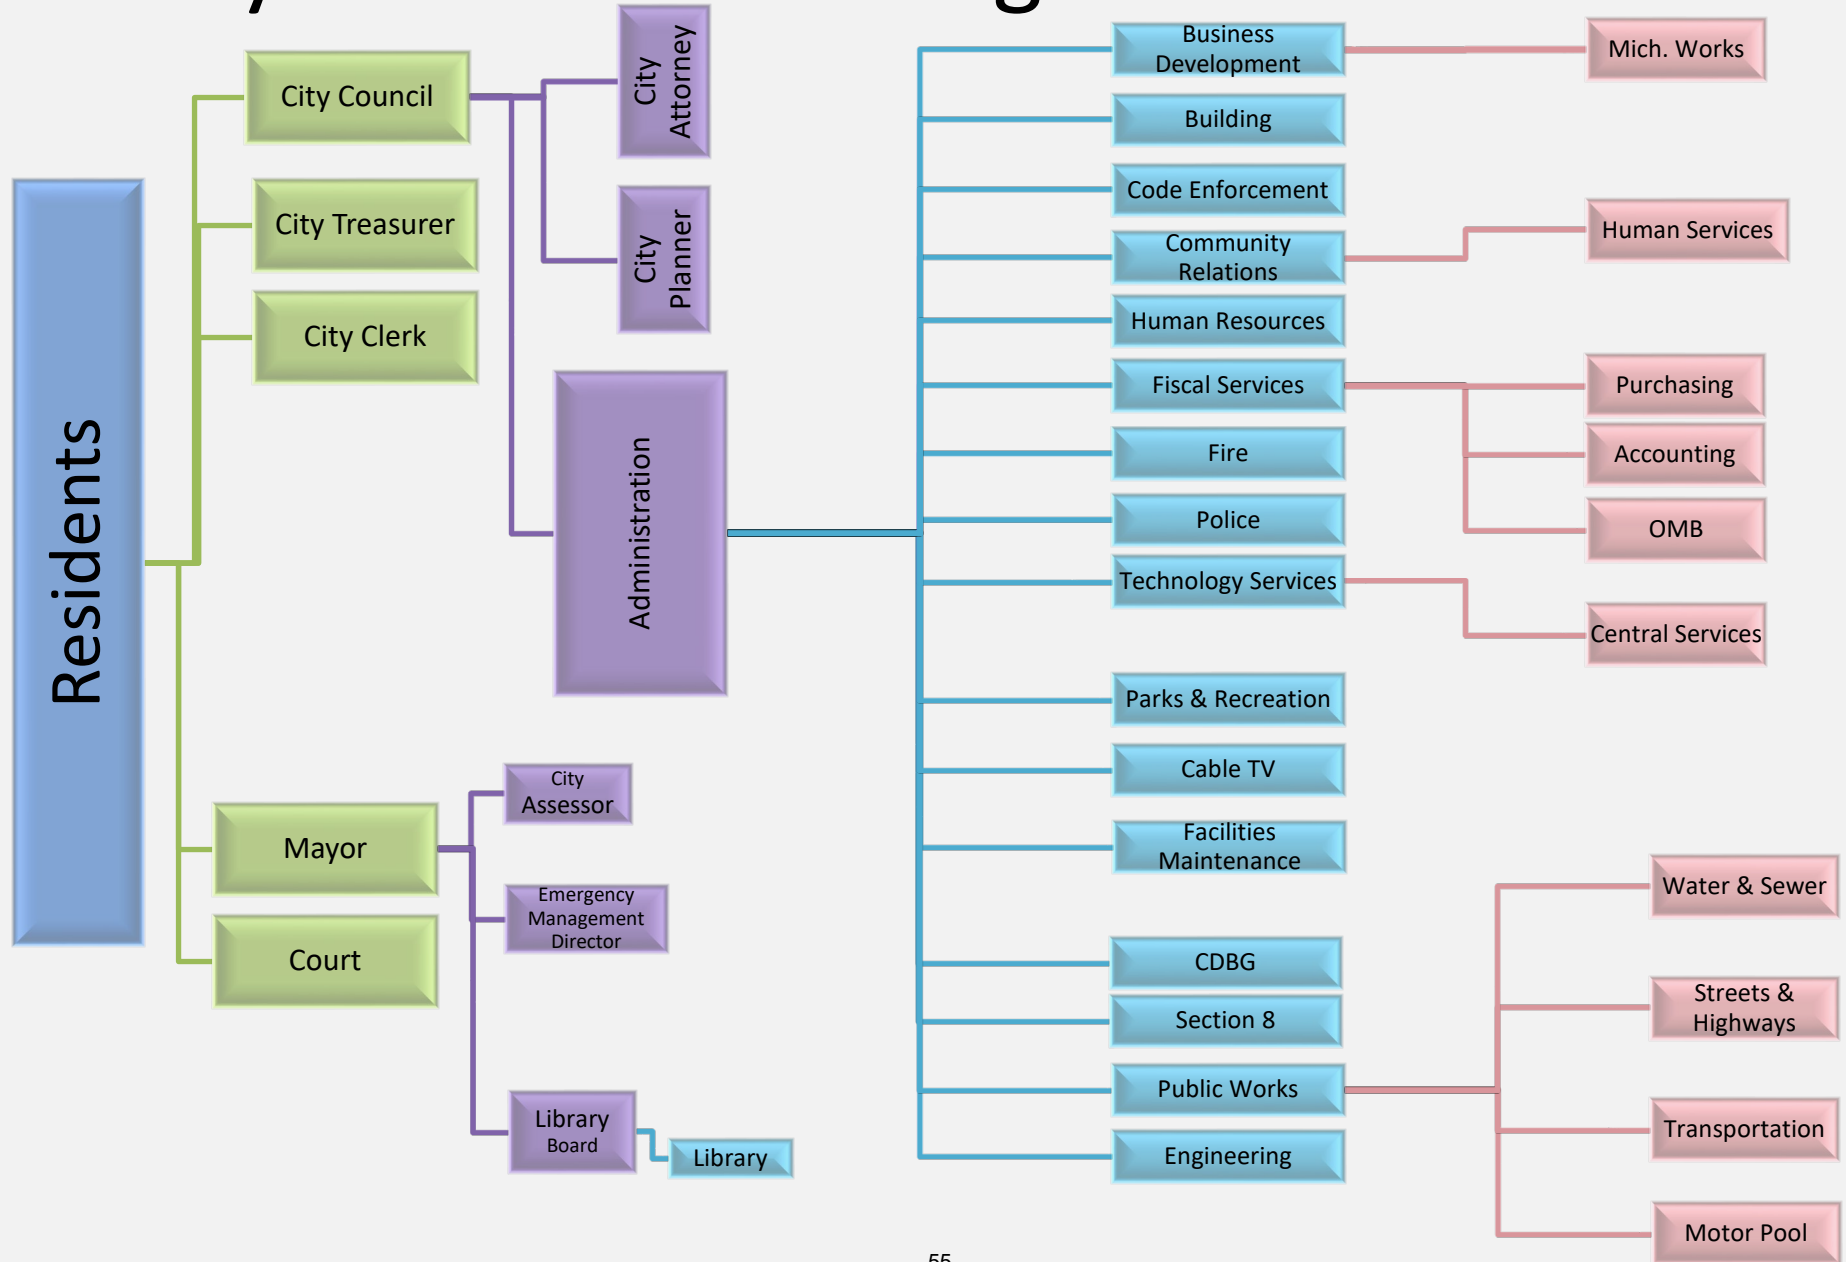 Residents
City Council
City Treasurer
City Clerk
Mayor
Court
City
Attorney
City
Planner
Administration
City
Assessor
Emergency
Management
Director
Library
Board
Library
Business
Development
Building
Code Enforcement
Community
Relations
Human Resources
Fiscal Services
Fire
Police
Technology Services
Parks & Recreation
Cable TV
Facilities
Maintenance
CDBG
Section 8
Public Works
Engineering
Mich. Works
Human Services
Purchasing
Accounting
OMB
Central Services
Water & Sewer
Streets &
Highways
Transportation
Motor Pool
55